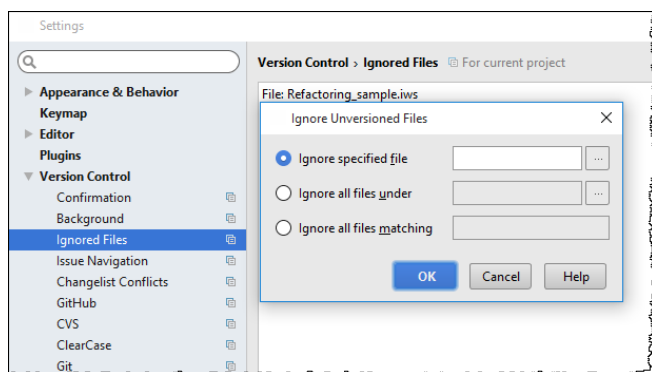 Settings
Version Control › Ignored Files For current project
Appearance & Behavior
Keymap
Editor
Plugins
Version Control
Confirmation
Background
Ignored Files
Issue Navigation
Changelist Conflicts
GitHub
CVS
ClearCase
Git
File: Refactoring_sample.iws
Ignore Unversioned Files
Ignore specified file ...
Ignore all files under ...
Ignore all files matching
OK Cancel Help